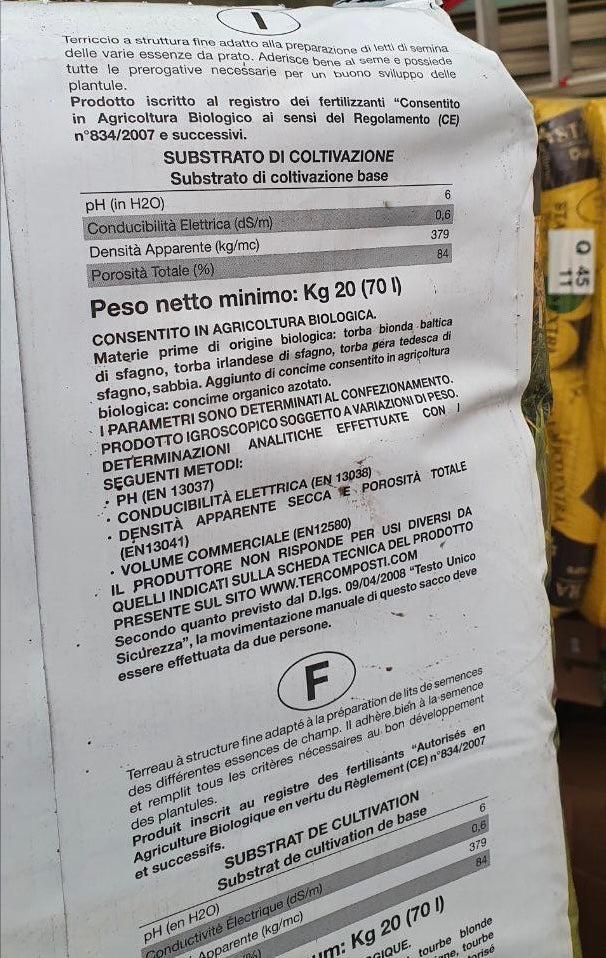 I
Terriccio a struttura fine adatto alla preparazione di letti di semina
delle varie essenze da prato. Aderisce bene al seme e possiede
tutte le prerogative necessarie per un buono sviluppo delle
plantule.
Prodotto iscritto al registro dei fertilizzanti “Consentito
in Agricoltura Biologico ai sensi del Regolamento (CE)
n°834/2007 e successivi.
SUBSTRATO DI COLTIVAZIONE
Substrato di coltivazione base
pH (in H2O) 6
Conducibilità Elettrica (dS/m) 0,6
Densità Apparente (kg/mc) 379
Porosità Totale (%) 84
Peso netto minimo: Kg 20 (70 l)
CONSENTITO IN AGRICOLTURA BIOLOGICA.
Materie prime di origine biologica: torba bionda baltica
di sfagno, torba irlandese di sfagno, torba nera tedesca di
sfagno, sabbia. Aggiunto di concime consentito in agricoltura
biologica: concime organico azotato.
I PARAMETRI SONO DETERMINATI AL CONFEZIONAMENTO.
PRODOTTO IGROSCOPICO SOGGETTO A VARIAZIONI DI PESO.
DETERMINAZIONI ANALITICHE EFFETTUATE CON I
SEGUENTI METODI:
· PH (EN 13037)
· CONDUCIBILITÀ ELETTRICA (EN 13038)
· DENSITÀ APPARENTE SECCA E POROSITÀ TOTALE
(EN13041)
· VOLUME COMMERCIALE (EN12580)
IL PRODUTTORE NON RISPONDE PER USI DIVERSI DA
QUELLI INDICATI SULLA SCHEDA TECNICA DEL PRODOTTO
PRESENTE SUL SITO WWW.TERCOMPOSTI.COM
Secondo quanto previsto dal D.lgs. 09/04/2008 “Testo Unico
Sicurezza”, la movimentazione manuale di questo sacco deve
essere effettuata da due persone.
F
Terreau à structure fine adapté à la préparation de lits de semences
des différentes essences de champ. Il adhère bien à la semence
et remplit tous les critères nécessaires au bon développement
des plantules.
Produit inscrit au registre des fertilisants “Autorisés en
Agriculture Biologique en vertu du Règlement (CE) n°834/2007
et successifs.
SUBSTRAT DE CULTIVATION
Substrat de cultivation de base
pH (en H2O) 6
Conductivité Électrique (dS/m) 0,6
Apparente (kg/mc) 379
(%) 84
um: Kg 20 (70 l)
GIQUE.
tourbe blonde
tourbe
Q 45
11